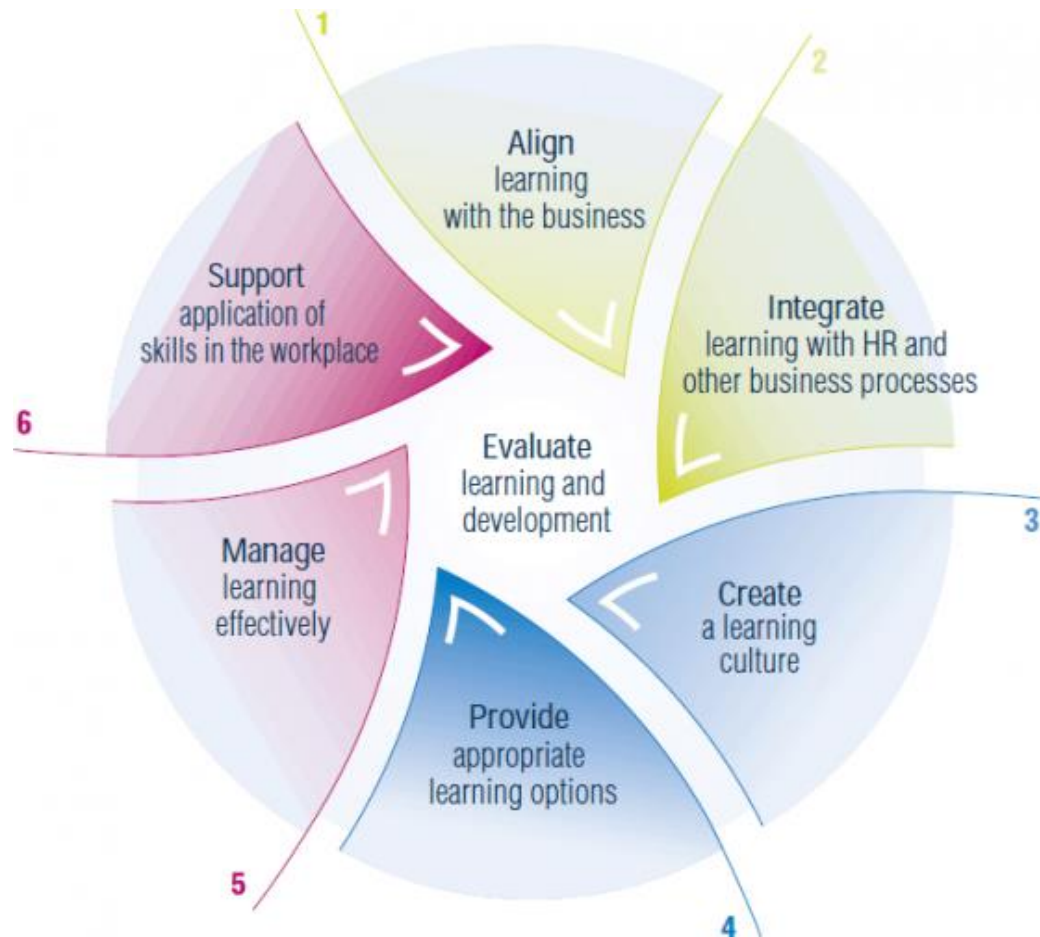 1
Align
learning
with the business
2
Integrate
learning with HR and
other business processes
3
Create
a learning
culture
4
Provide
appropriate
learning options
5
Manage
learning
effectively
6
Support
application of
skills in the workplace
Evaluate
learning and
development